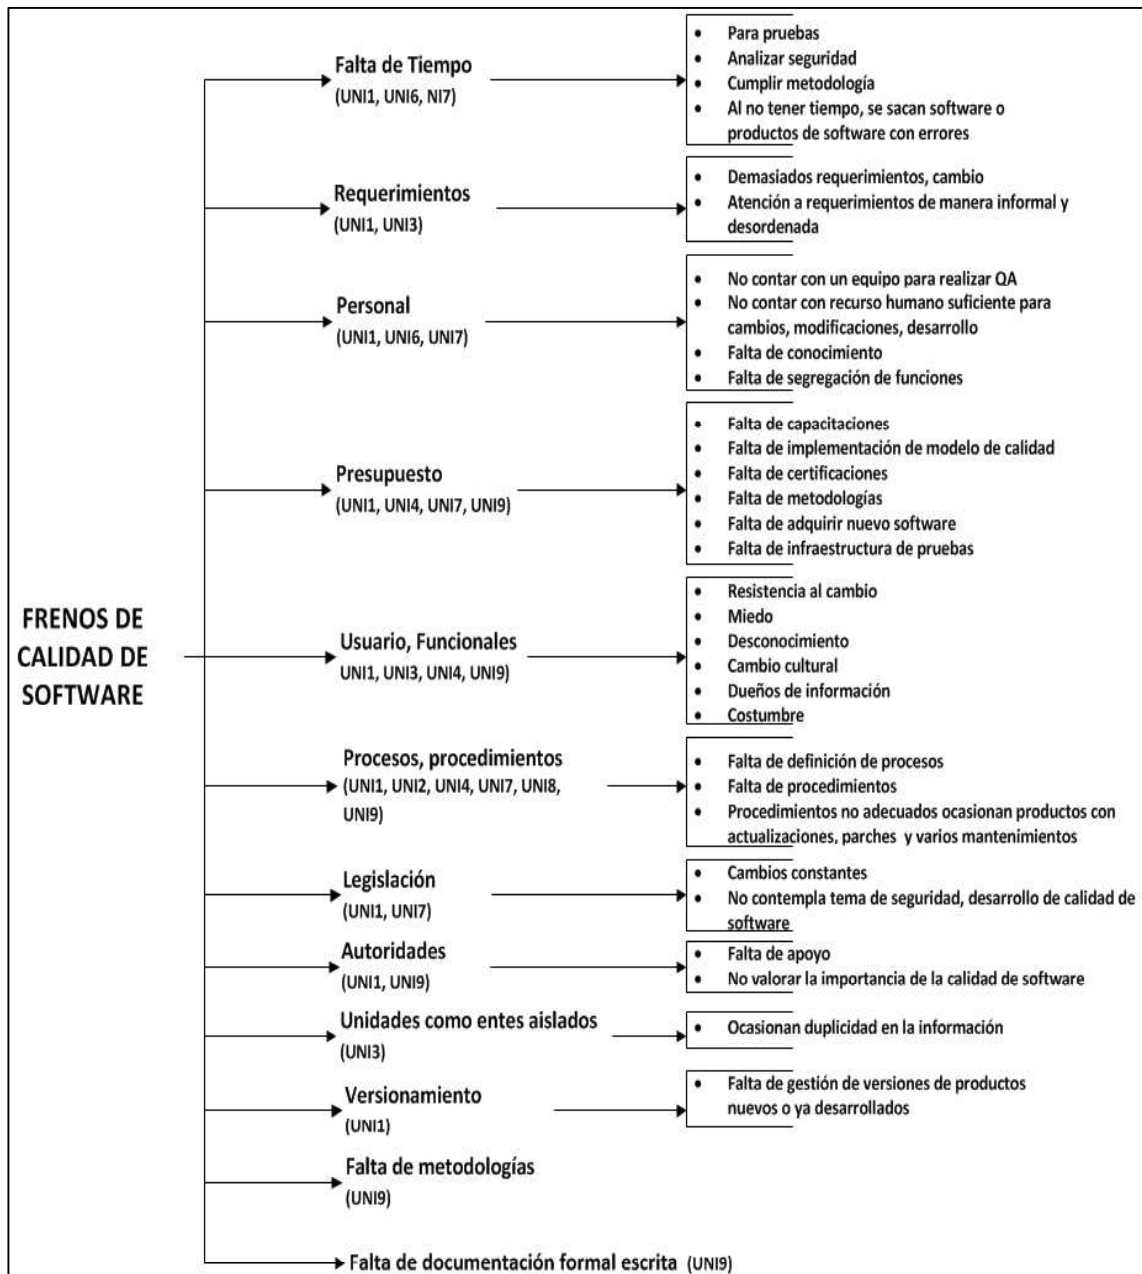 FRENOS DE
CALIDAD DE
SOFTWARE
Falta de Tiempo
(UNI1, UNI6, NI7)
• Para pruebas
• Analizar seguridad
• Cumplir metodología
• Al no tener tiempo, se sacan software o
productos de software con errores
Requerimientos
(UNI1, UNI3)
• Demasiados requerimientos, cambio
• Atención a requerimientos de manera informal y
desordenada
Personal
(UNI1, UNI6, UNI7)
• No contar con un equipo para realizar QA
• No contar con recurso humano suficiente para
cambios, modificaciones, desarrollo
• Falta de conocimiento
• Falta de segregación de funciones
Presupuesto
(UNI1, UNI4, UNI7, UNI9)
• Falta de capacitaciones
• Falta de implementación de modelo de calidad
• Falta de certificaciones
• Falta de metodologías
• Falta de adquirir nuevo software
• Falta de infraestructura de pruebas
Usuario, Funcionales
UNI1, UNI3, UNI4, UNI9)
• Resistencia al cambio
• Miedo
• Desconocimiento
• Cambio cultural
• Dueños de información
• Costumbre
Procesos, procedimientos
(UNI1, UNI2, UNI4, UNI7, UNI8,
UNI9)
• Falta de definición de procesos
• Falta de procedimientos
• Procedimientos no adecuados ocasionan productos con
actualizaciones, parches y varios mantenimientos
Legislación
(UNI1, UNI7)
• Cambios constantes
• No contempla tema de seguridad, desarrollo de calidad de
software
Autoridades
(UNI1, UNI9)
• Falta de apoyo
• No valorar la importancia de la calidad de software
Unidades como entes aislados
(UNI3)
• Ocasionan duplicidad en la información
Versionamiento
(UNI1)
• Falta de gestión de versiones de productos
nuevos o ya desarrollados
Falta de metodologías
(UNI9)
Falta de documentación formal escrita (UNI9)